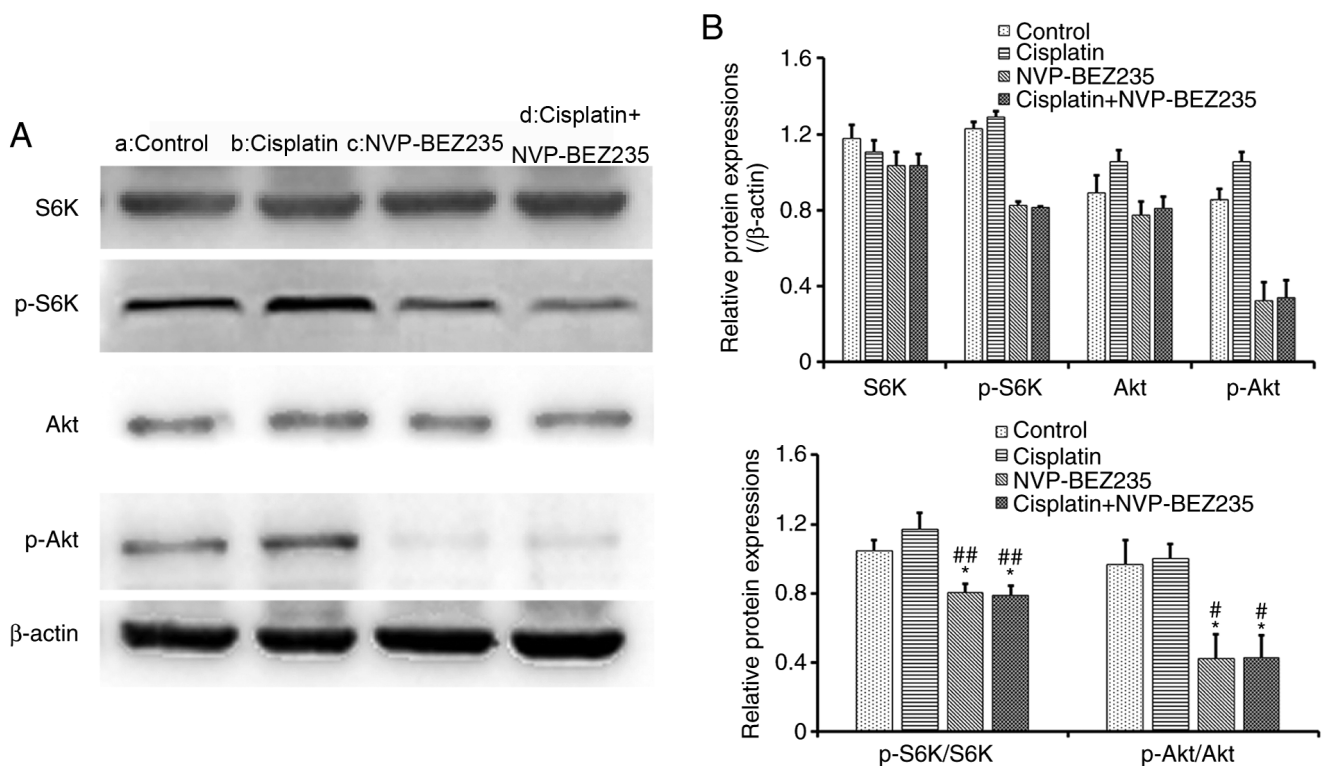 A
a:Control b:Cisplatin c:NVP-BEZ235 d:Cisplatin+
NVP-BEZ235
S6K
p-S6K
Akt
p-Akt
β-actin
B
Control
Cisplatin
NVP-BEZ235
Cisplatin+NVP-BEZ235
Relative protein expressions
(/β-actin)
1.6
1.2
0.8
0.4
0
S6K p-S6K Akt p-Akt
Control
Cisplatin
NVP-BEZ235
Cisplatin+NVP-BEZ235
Relative protein expressions
1.6
1.2
0.8
0.4
0
## ## # #
* * * *
p-S6K/S6K p-Akt/Akt